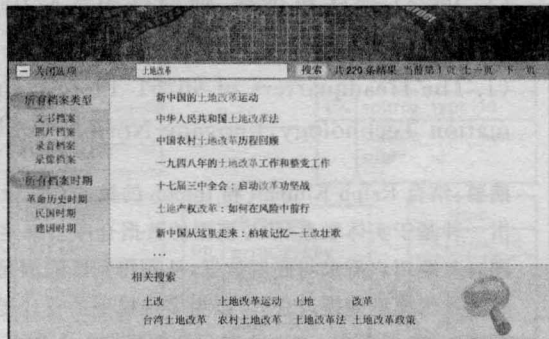 关闭选项 土地改革 搜索 共220条结果 当前第1页 上一页 下一页
所有档案类型
文书档案
照片档案
录音档案
录像档案
所有档案时期
革命历史时期
民国时期
建国时期
新中国的土地改革运动
中华人民共和国土地改革法
中国农村土地改革历程回顾
一九四八年的土地改革工作和整党工作
十七届三中全会：启动改革功坚战
土地产权改革：如何在风险中前行
新中国从这里走来：柏坡记忆—土改壮歌
...
相关搜索
土改 土地改革运动 土地 改革
台湾土地改革 农村土地改革 土地改革法 土地改革政策